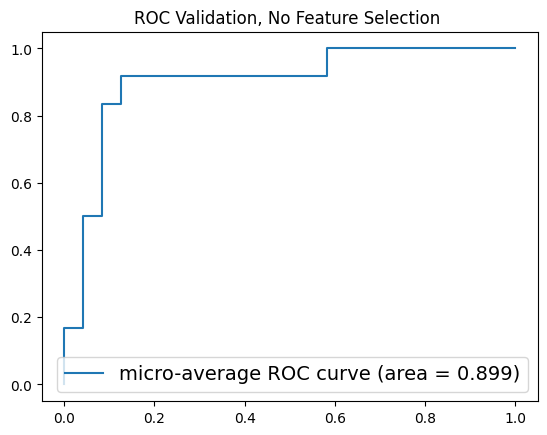 ROC Validation, No Feature Selection
1.0
0.8
0.6
0.4
0.2
0.0
micro-average ROC curve (area = 0.899)
0.0 0.2 0.4 0.6 0.8 1.0